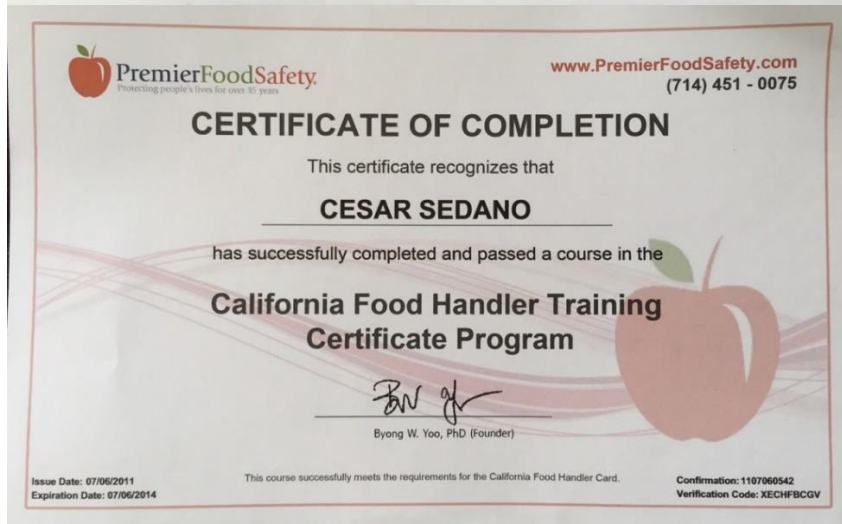 PremierFoodSafety.
Protecting people's lives for over 35 years
www.PremierFoodSafety.com
(714) 451 - 0075
CERTIFICATE OF COMPLETION
This certificate recognizes that
CESAR SEDANO
has successfully completed and passed a course in the
California Food Handler Training
Certificate Program
Byong W. Yoo, PhD (Founder)
Issue Date: 07/06/2011
Expiration Date: 07/06/2014
This course successfully meets the requirements for the California Food Handler Card.
Confirmation: 1107060542
Verification Code: XECHFBCGV